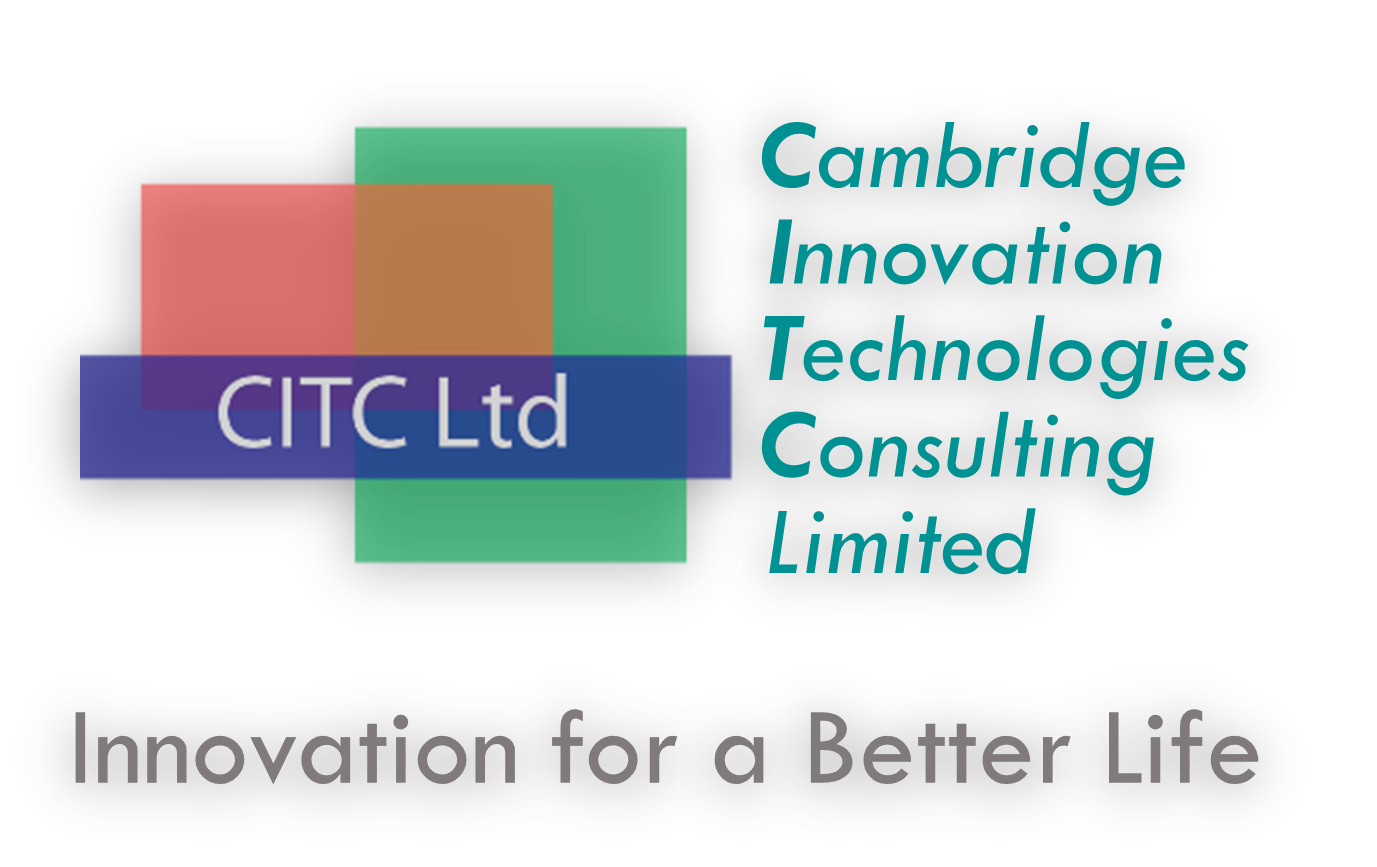 CITC Ltd
Cambridge
Innovation
Technologies
Consulting
Limited
Innovation for a Better Life